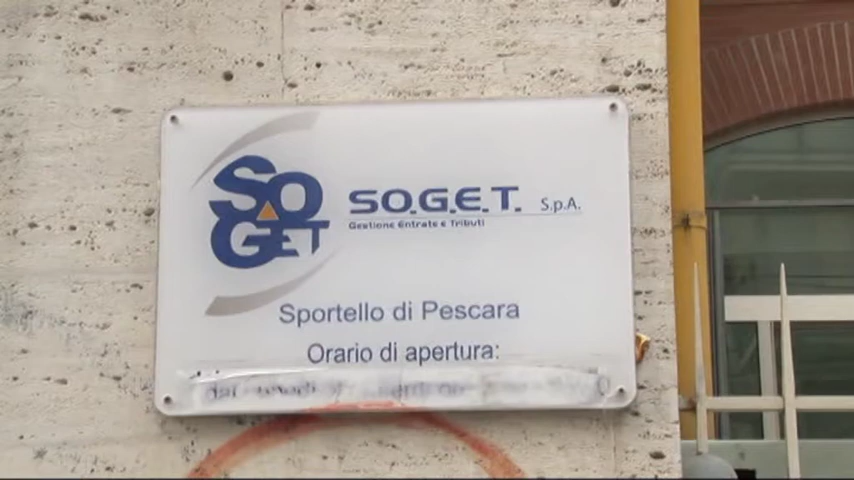 SO
GET
S.O.G.E.T. S.p.A.
Gestione Entrate e Tributi
Sportello di Pescara
Orario di apertura: